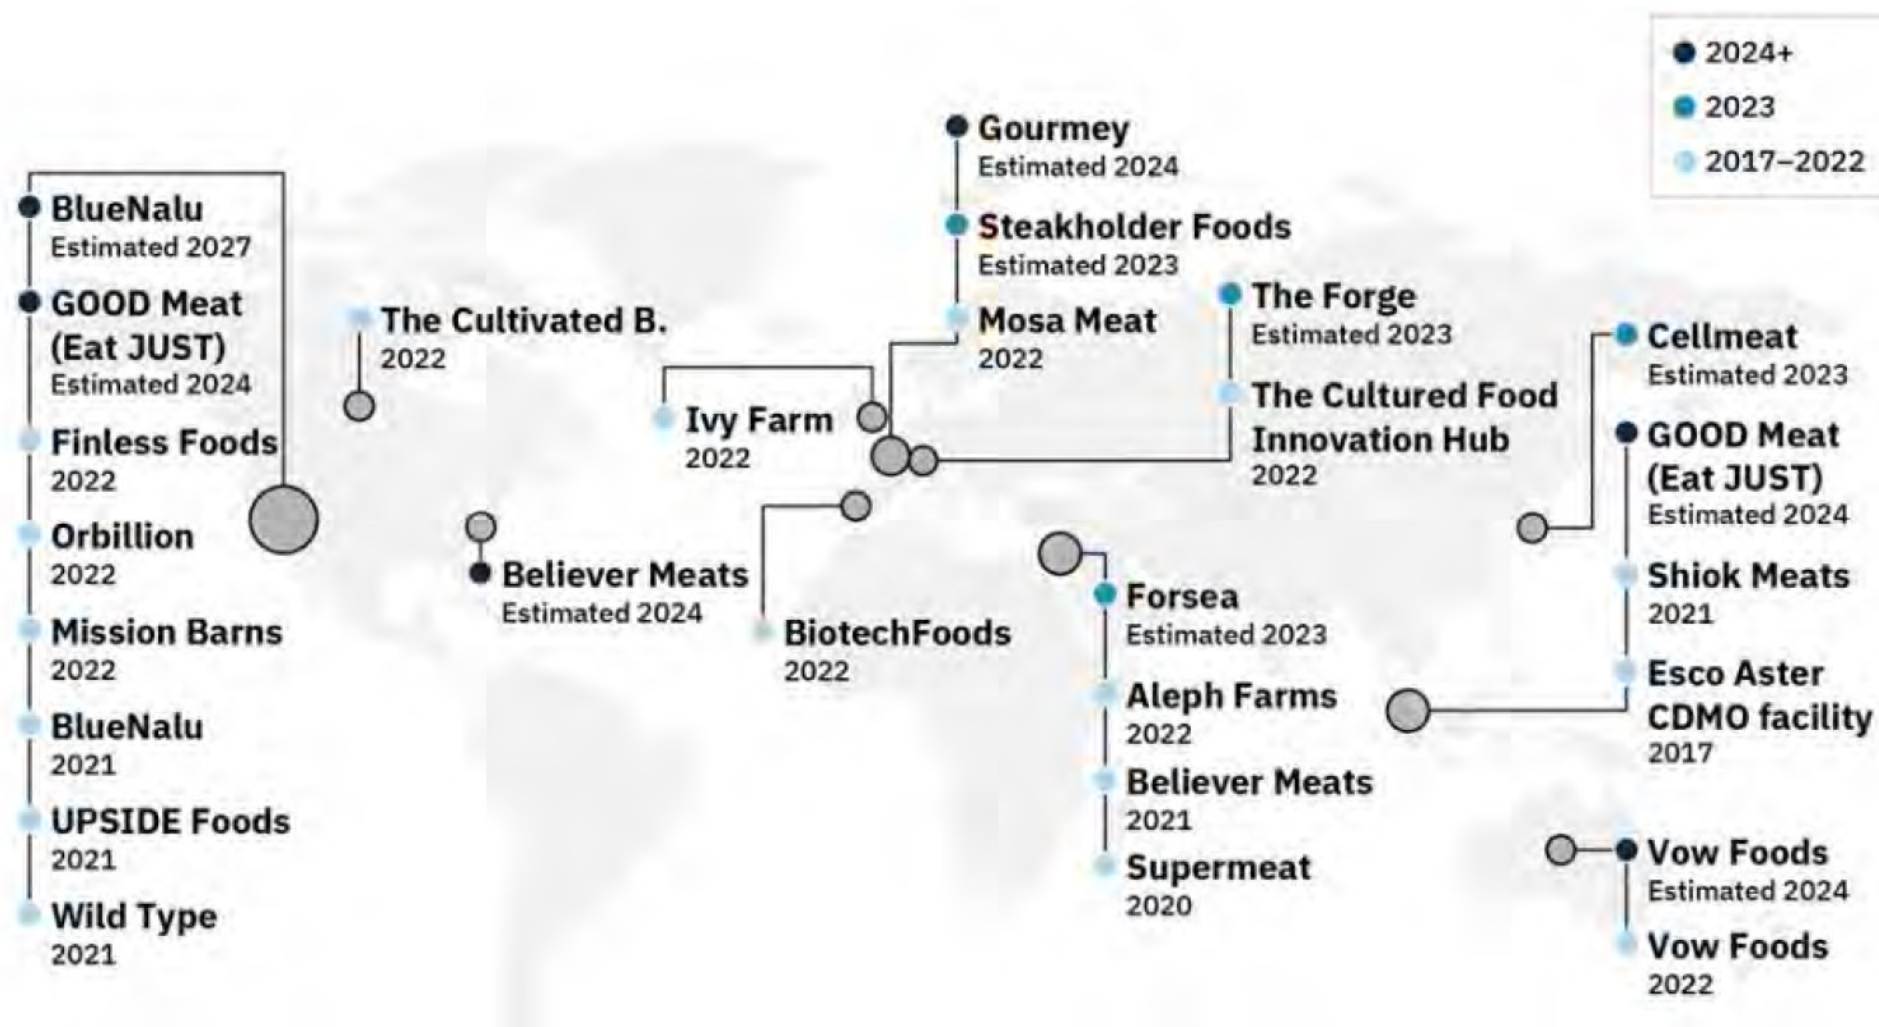 2024+
2023
2017–2022
BlueNalu
Estimated 2027
GOOD Meat
(Eat JUST)
Estimated 2024
Finless Foods
2022
Orbillion
2022
Mission Barns
2022
BlueNalu
2021
UPSIDE Foods
2021
Wild Type
2021
The Cultivated B.
2022
Believer Meats
Estimated 2024
Ivy Farm
2022
BiotechFoods
2022
Gourmey
Estimated 2024
Steakholder Foods
Estimated 2023
Mosa Meat
2022
The Forge
Estimated 2023
The Cultured Food
Innovation Hub
2022
Forsea
Estimated 2023
Aleph Farms
2022
Believer Meats
2021
Supermeat
2020
Cellmeat
Estimated 2023
GOOD Meat
(Eat JUST)
Estimated 2024
Shiok Meats
2021
Esco Aster
CDMO facility
2017
Vow Foods
Estimated 2024
Vow Foods
2022